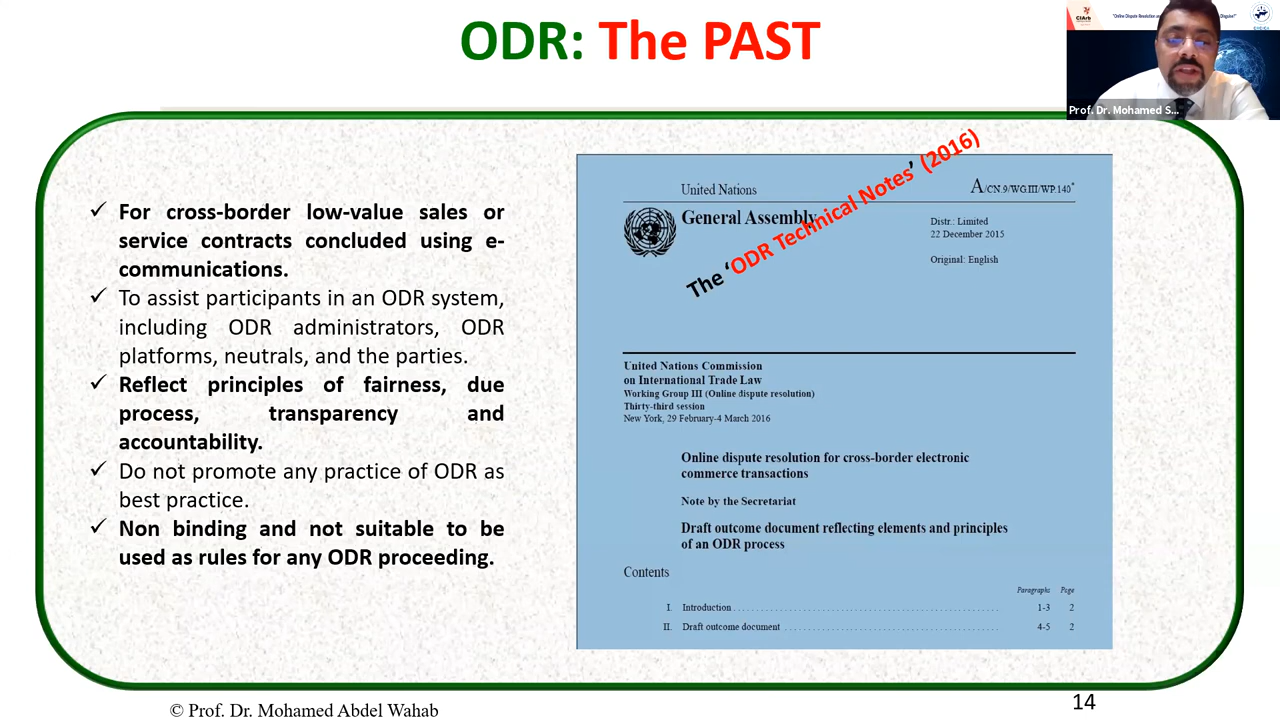 ODR: The PAST
CIArb
Prof. Dr. Mohamed S...
✓ For cross-border low-value sales or
service contracts concluded using e-
communications.
✓ To assist participants in an ODR system,
including ODR administrators, ODR
platforms, neutrals, and the parties.
✓ Reflect principles of fairness, due
process, transparency and
accountability.
✓ Do not promote any practice of ODR as
best practice.
✓ Non binding and not suitable to be
used as rules for any ODR proceeding.
The 'ODR Technical Notes' (2016)
United Nations
A/CN.9/WG.III/WP.140*
General Assembly
Distr.: Limited
22 December 2015
Original: English
United Nations Commission
on International Trade Law
Working Group III (Online dispute resolution)
Thirty-third session
New York, 29 February-4 March 2016
Online dispute resolution for cross-border electronic
commerce transactions
Note by the Secretariat
Draft outcome document reflecting elements and principles
of an ODR process
Contents
Paragraphs Page
I. Introduction 1-3 2
II. Draft outcome document 4-5 2
© Prof. Dr. Mohamed Abdel Wahab
14